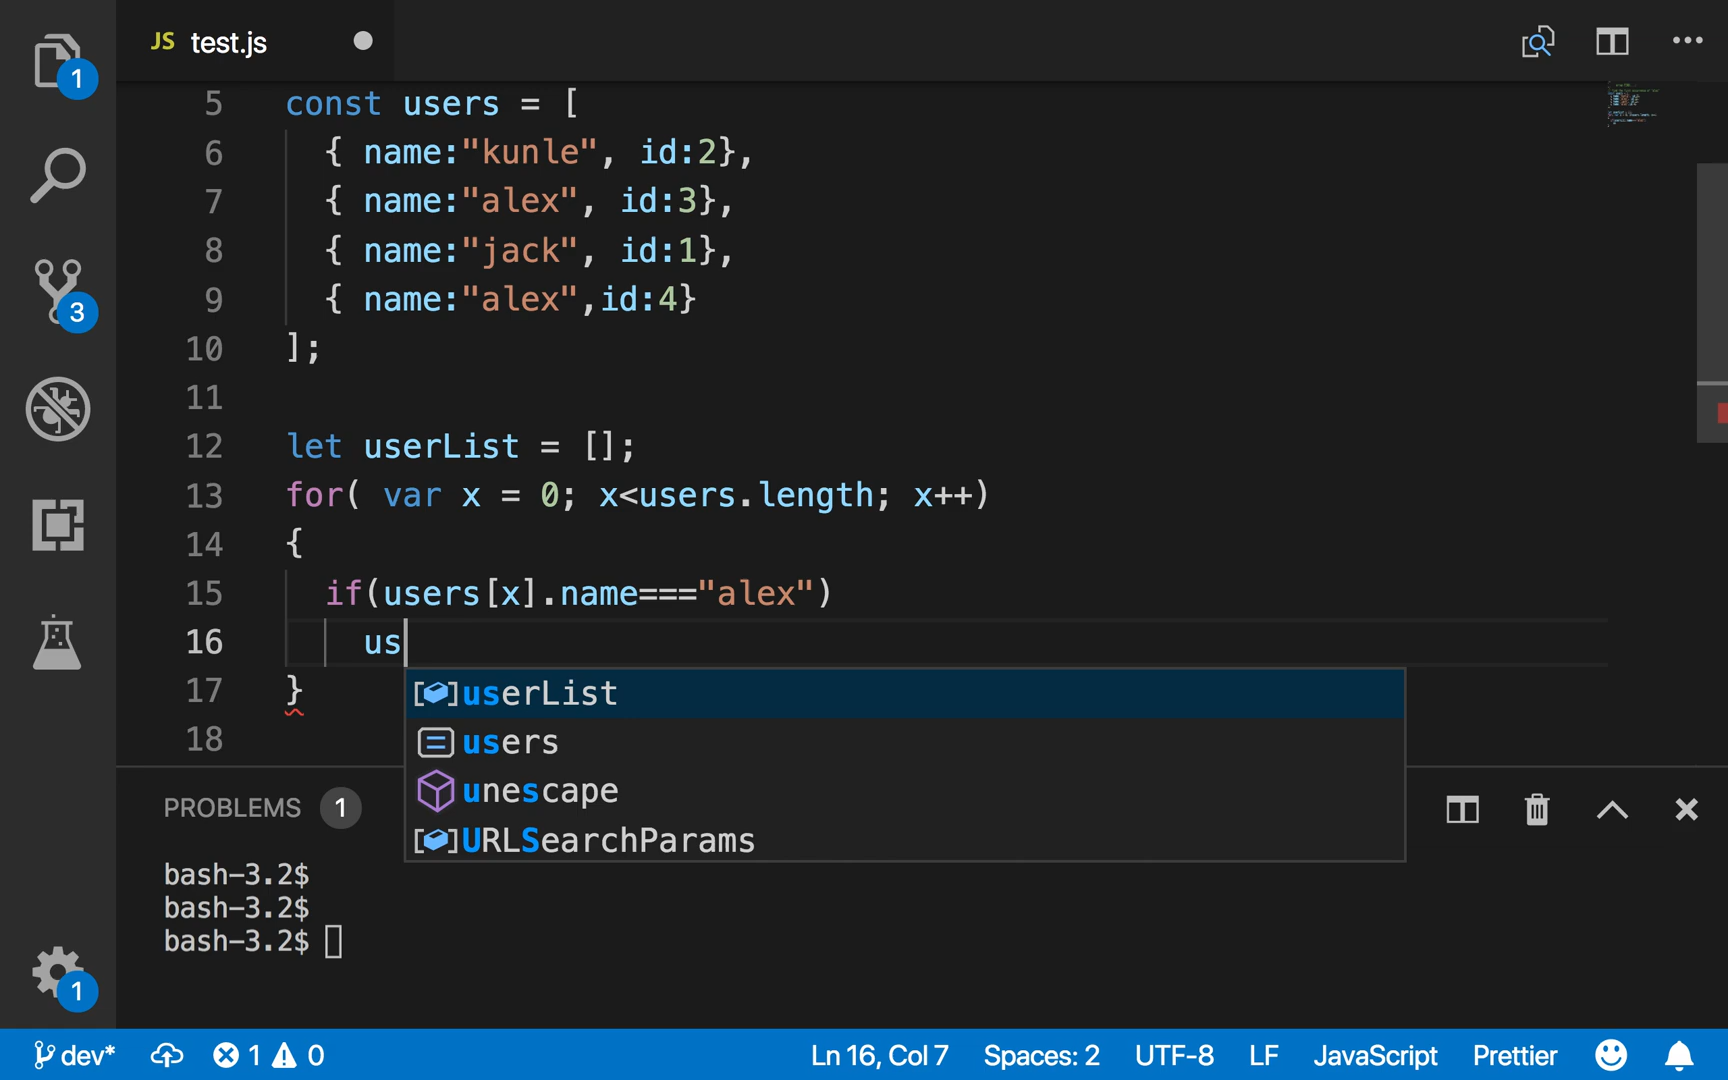 JS test.js
1
3
5 const users = [
6 { name:"kunle", id:2},
7 { name:"alex", id:3},
8 { name:"jack", id:1},
9 { name:"alex",id:4}
10 ];
11
12 let userList = [];
13 for( var x = 0; x<users.length; x++)
14 {
15 if(users[x].name==="alex")
16 us
17 }
18
userList
users
unescape
URLSearchParams
PROBLEMS 1
bash-3.2$
bash-3.2$
bash-3.2$
1
dev* 1 0 Ln 16, Col 7 Spaces: 2 UTF-8 LF JavaScript Prettier